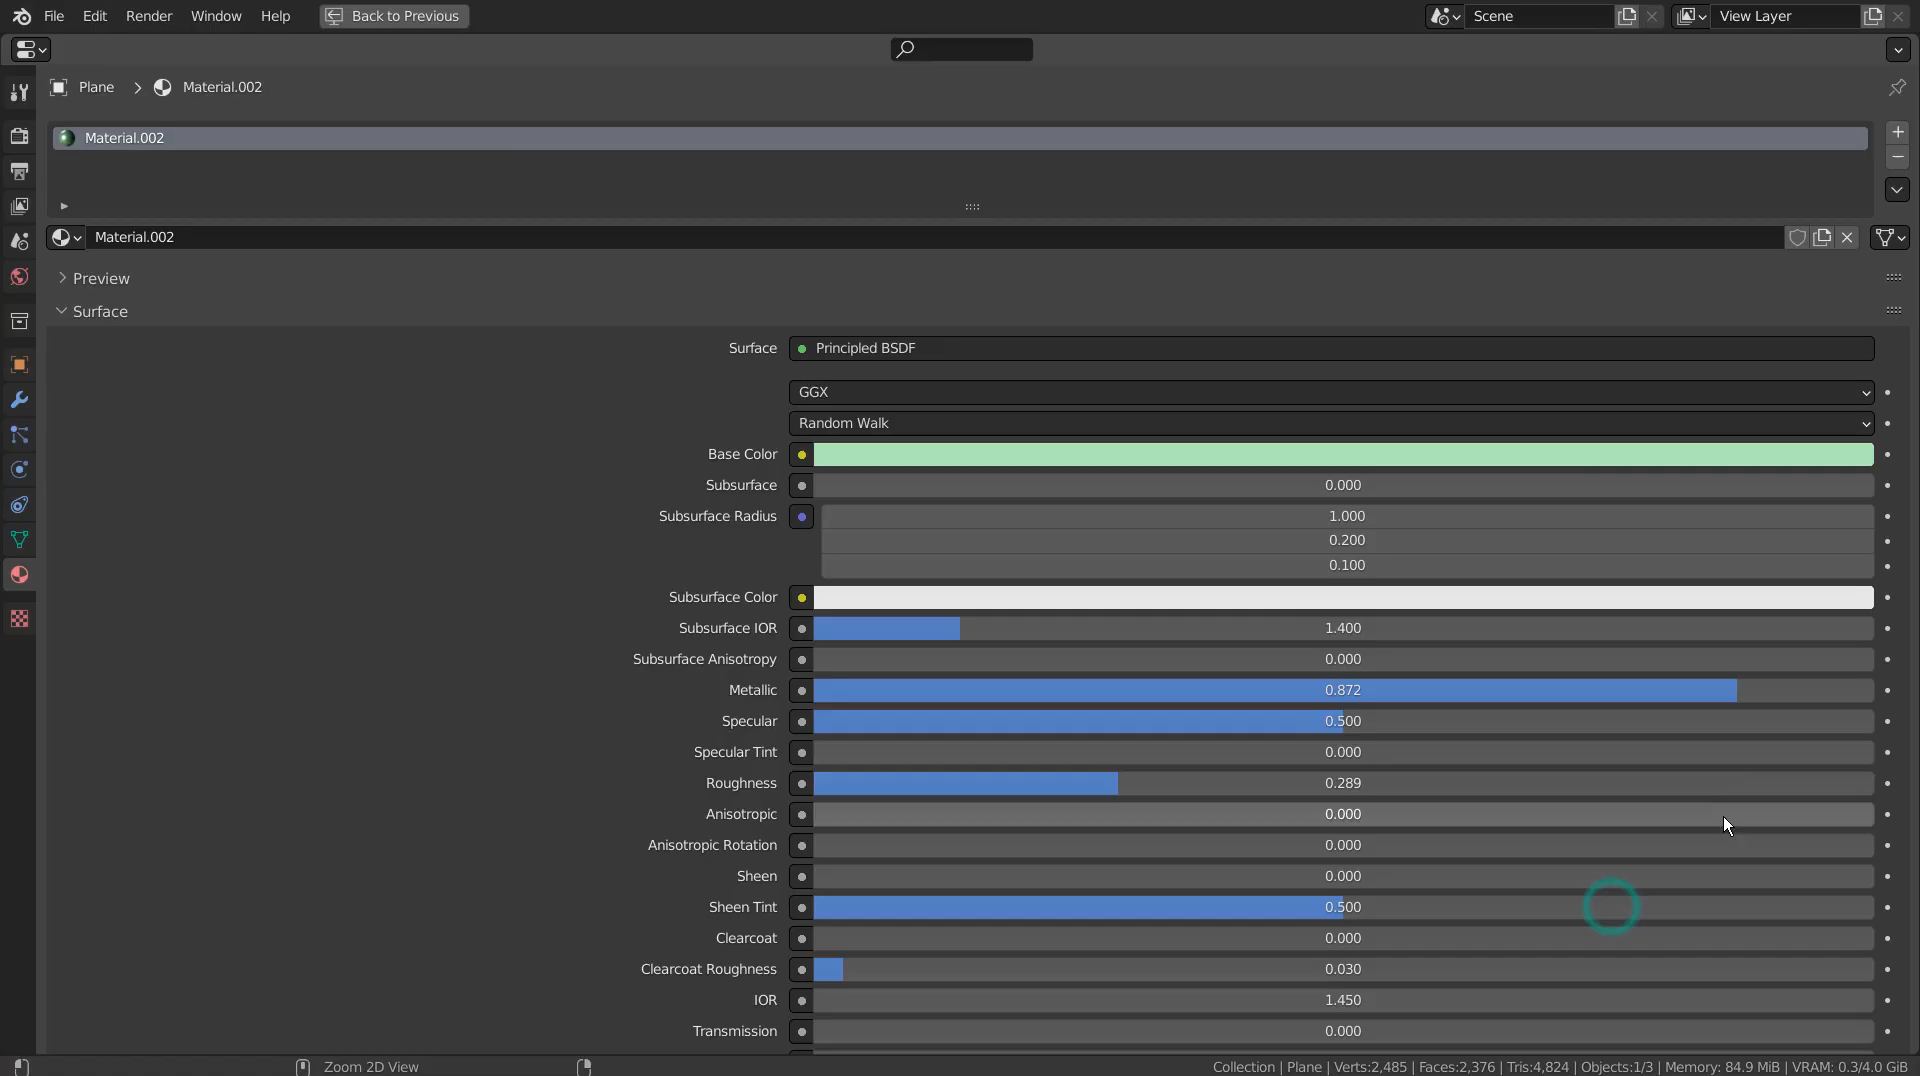 File Edit Render Window Help Back to Previous Scene View Layer
Plane Material.002
Material.002
Material.002
Preview
Surface
Surface Principled BSDF
GGX
Random Walk
Base Color
Subsurface 0.000
Subsurface Radius 1.000
0.200
0.100
Subsurface Color
Subsurface IOR 1.400
Subsurface Anisotropy 0.000
Metallic 0.872
Specular 0.500
Specular Tint 0.000
Roughness 0.289
Anisotropic 0.000
Anisotropic Rotation 0.000
Sheen 0.000
Sheen Tint 0.500
Clearcoat 0.000
Clearcoat Roughness 0.030
IOR 1.450
Transmission 0.000
Zoom 2D View Collection | Plane | Verts:2,485 | Faces:2,376 | Tris:4,824 | Objects:1/3 | Memory: 84.9 MiB | VRAM: 0.3/4.0 GiB